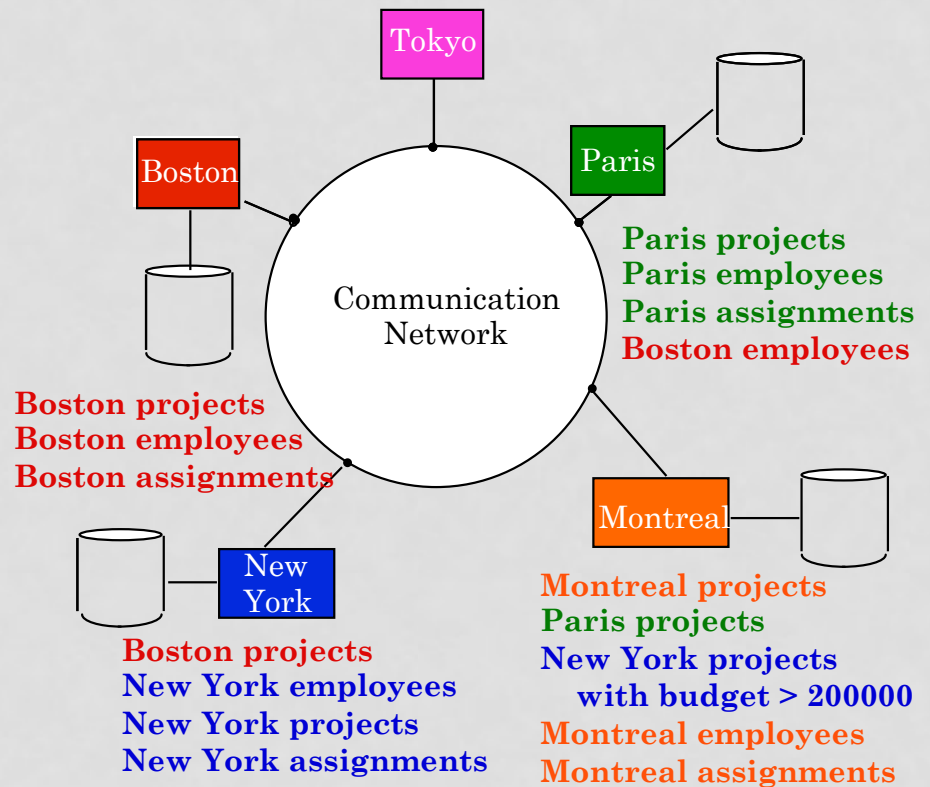 Tokyo
Boston
Paris
Communication
Network
Paris projects
Paris employees
Paris assignments
Boston employees
Boston projects
Boston employees
Boston assignments
Montreal
New
York
Montreal projects
Paris projects
New York projects
with budget > 200000
Montreal employees
Montreal assignments
Boston projects
New York employees
New York projects
New York assignments